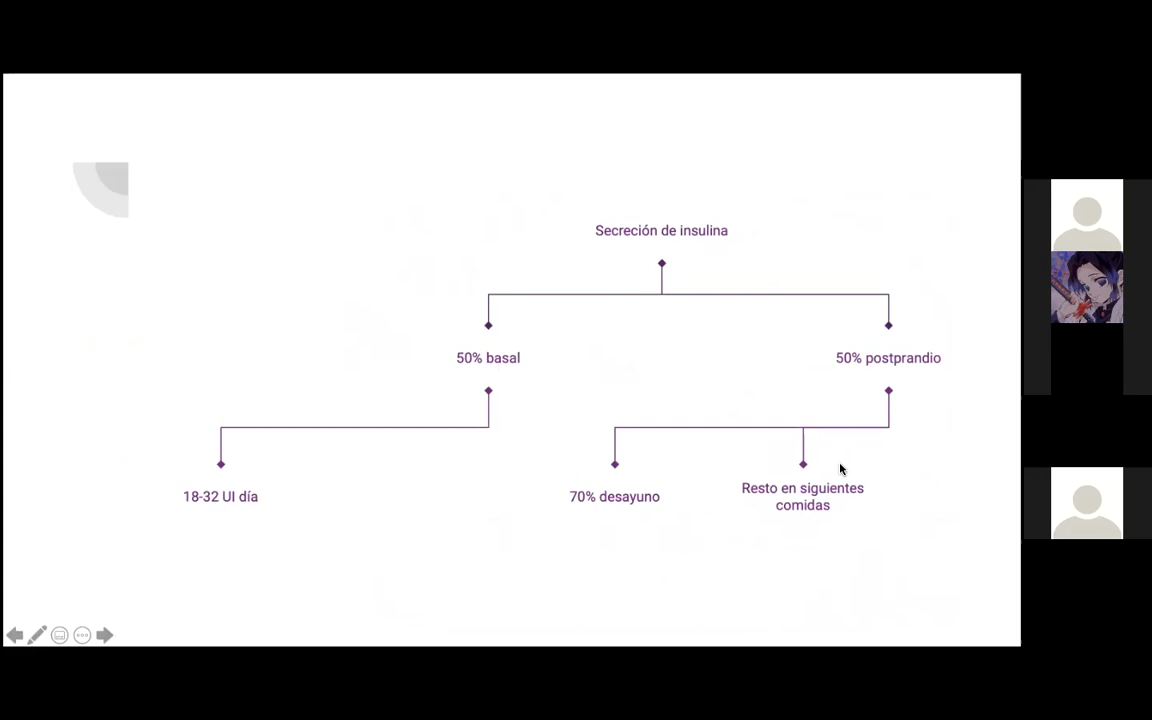 Secreción de insulina
50% basal
50% postprandio
18-32 UI día
70% desayuno
Resto en siguientes
comidas